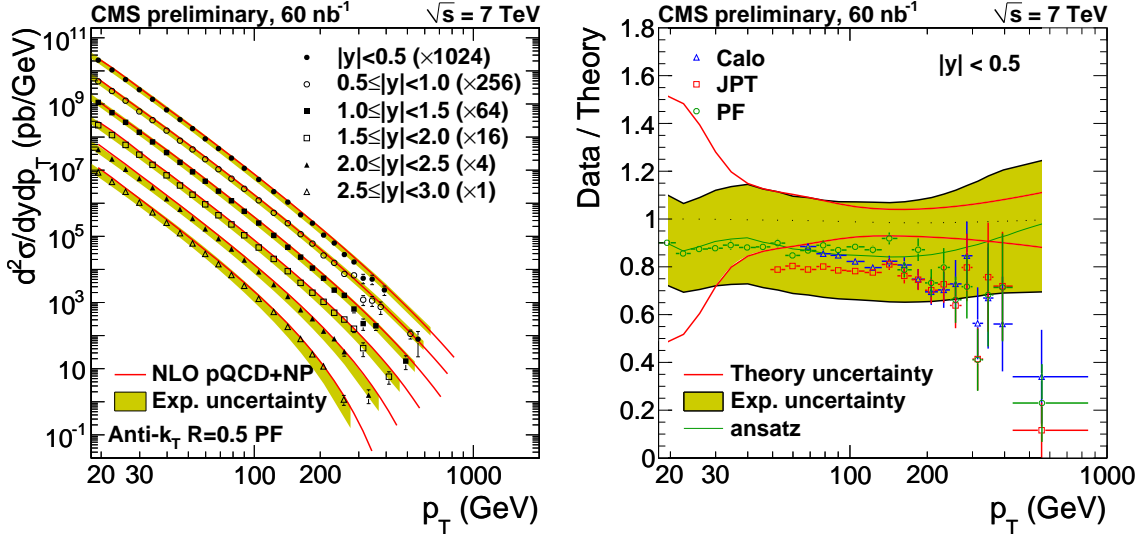 CMS preliminary, 60 nb⁻¹ √s = 7 TeV
d²σ/dydp_T (pb/GeV)
10¹¹
10⁹
10⁷
10⁵
10³
10
10⁻¹
|y|<0.5 (×1024)
0.5≤|y|<1.0 (×256)
1.0≤|y|<1.5 (×64)
1.5≤|y|<2.0 (×16)
2.0≤|y|<2.5 (×4)
2.5≤|y|<3.0 (×1)
NLO pQCD+NP
Exp. uncertainty
Anti-k_T R=0.5 PF
20 30 100 200 1000
p_T (GeV)
CMS preliminary, 60 nb⁻¹ √s = 7 TeV
Data / Theory
1.8
1.6
1.4
1.2
1
0.8
0.6
0.4
0.2
0
Calo
JPT
PF
|y| < 0.5
Theory uncertainty
Exp. uncertainty
ansatz
20 30 100 200 1000
p_T (GeV)